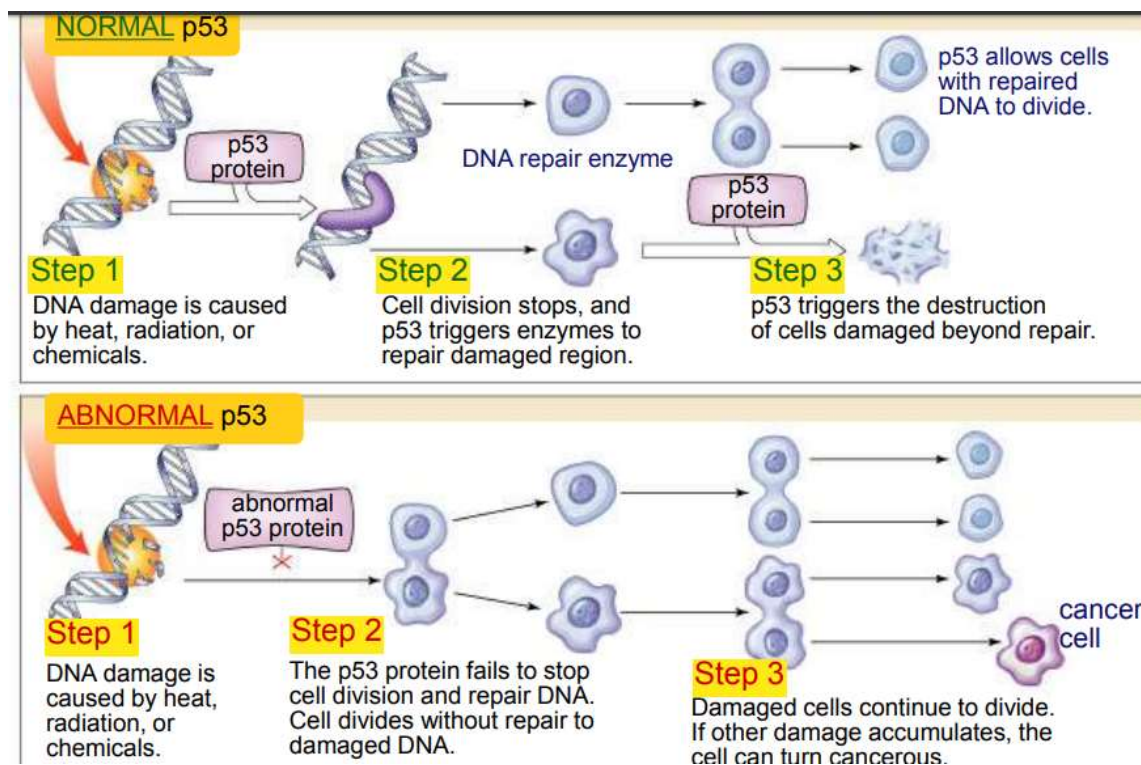 NORMAL p53
p53
protein
DNA repair enzyme
p53 allows cells
with repaired
DNA to divide.
p53
protein
Step 1
DNA damage is caused
by heat, radiation, or
chemicals.
Step 2
Cell division stops, and
p53 triggers enzymes to
repair damaged region.
Step 3
p53 triggers the destruction
of cells damaged beyond repair.
ABNORMAL p53
abnormal
p53 protein
Step 1
DNA damage is
caused by heat,
radiation, or
chemicals.
Step 2
The p53 protein fails to stop
cell division and repair DNA.
Cell divides without repair to
damaged DNA.
Step 3
Damaged cells continue to divide.
If other damage accumulates, the
cell can turn cancerous.
cancer
cell